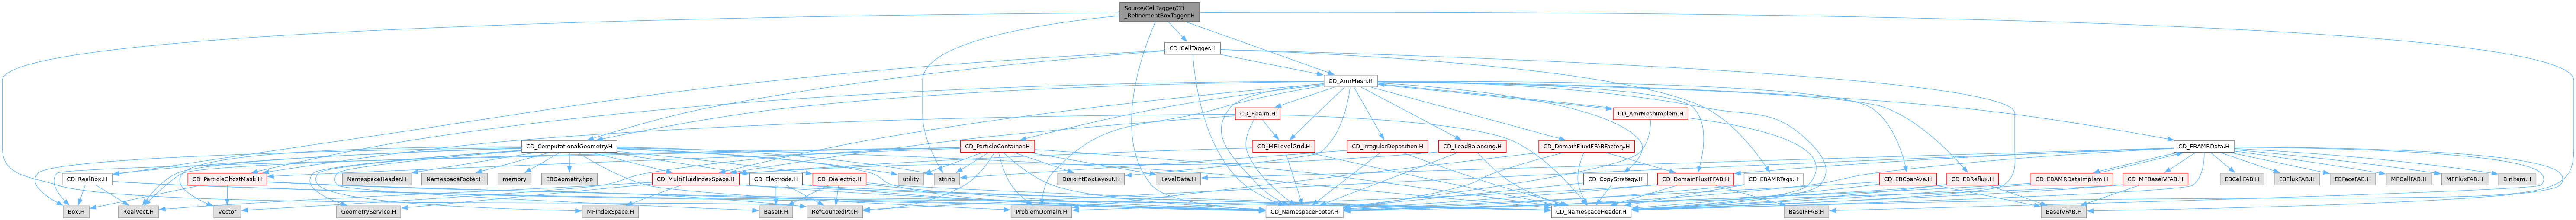 Source/CellTagger/CD
_RefinementBoxTagger.H
CD_CellTagger.H
CD_AmrMesh.H
CD_Realm.H
CD_AmrMeshImplem.H
CD_ComputationalGeometry.H
CD_ParticleContainer.H
CD_MFLevelGrid.H
CD_IrregularDeposition.H
CD_LoadBalancing.H
CD_DomainFluxIFFABFactory.H
CD_EBAMRData.H
CD_RealBox.H
CD_ParticleGhostMask.H
NamespaceHeader.H
NamespaceFooter.H
memory
EBGeometry.hpp
CD_MultiFluidIndexSpace.H
CD_Electrode.H
CD_Dielectric.H
utility
string
DisjointBoxLayout.H
LevelData.H
CD_CopyStrategy.H
CD_DomainFluxIFFAB.H
CD_EBAMRTags.H
CD_EBCoarAve.H
CD_EBReflux.H
CD_EBAMRDataImplem.H
CD_MFBaseIVFAB.H
EBCellFAB.H
EBFluxFAB.H
EBFaceFAB.H
MFCellFAB.H
MFFluxFAB.H
BinItem.H
Box.H
RealVect.H
vector
GeometryService.H
MFIndexSpace.H
BaseIF.H
RefCountedPtr.H
ProblemDomain.H
CD_NamespaceFooter.H
CD_NamespaceHeader.H
BaseIFFAB.H
BaseIVFAB.H